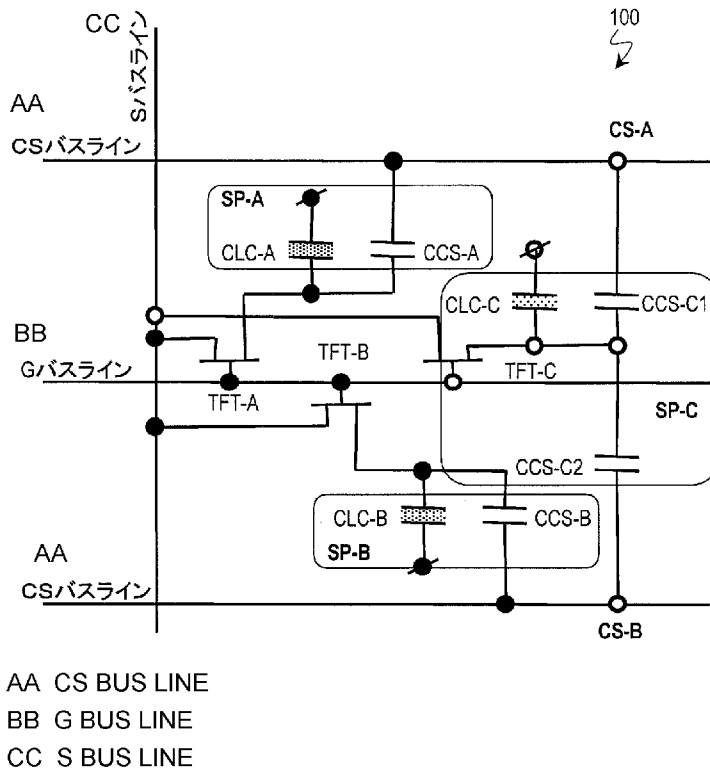 CC
Sバスライン
100
AA
CSバスライン
CS-A
SP-A
CLC-A
CCS-A
CLC-C
CCS-C1
BB
Gバスライン
TFT-B
TFT-C
TFT-A
SP-C
CCS-C2
AA
CLC-B
CCS-B
SP-B
CSバスライン
CS-B
AA CS BUS LINE
BB G BUS LINE
CC S BUS LINE